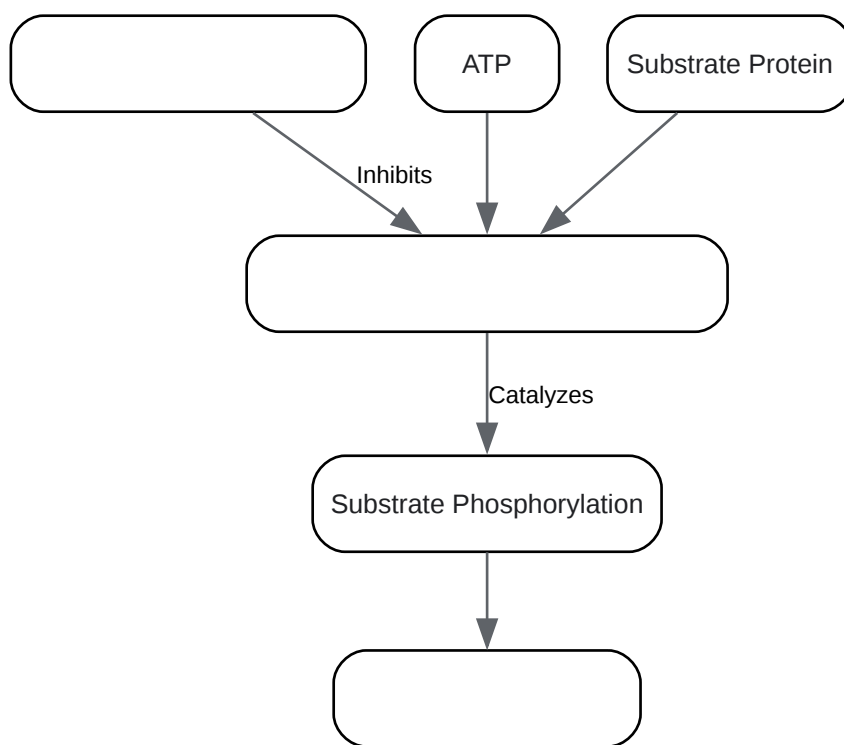 ATP
Substrate Protein
Inhibits
Catalyzes
Substrate Phosphorylation